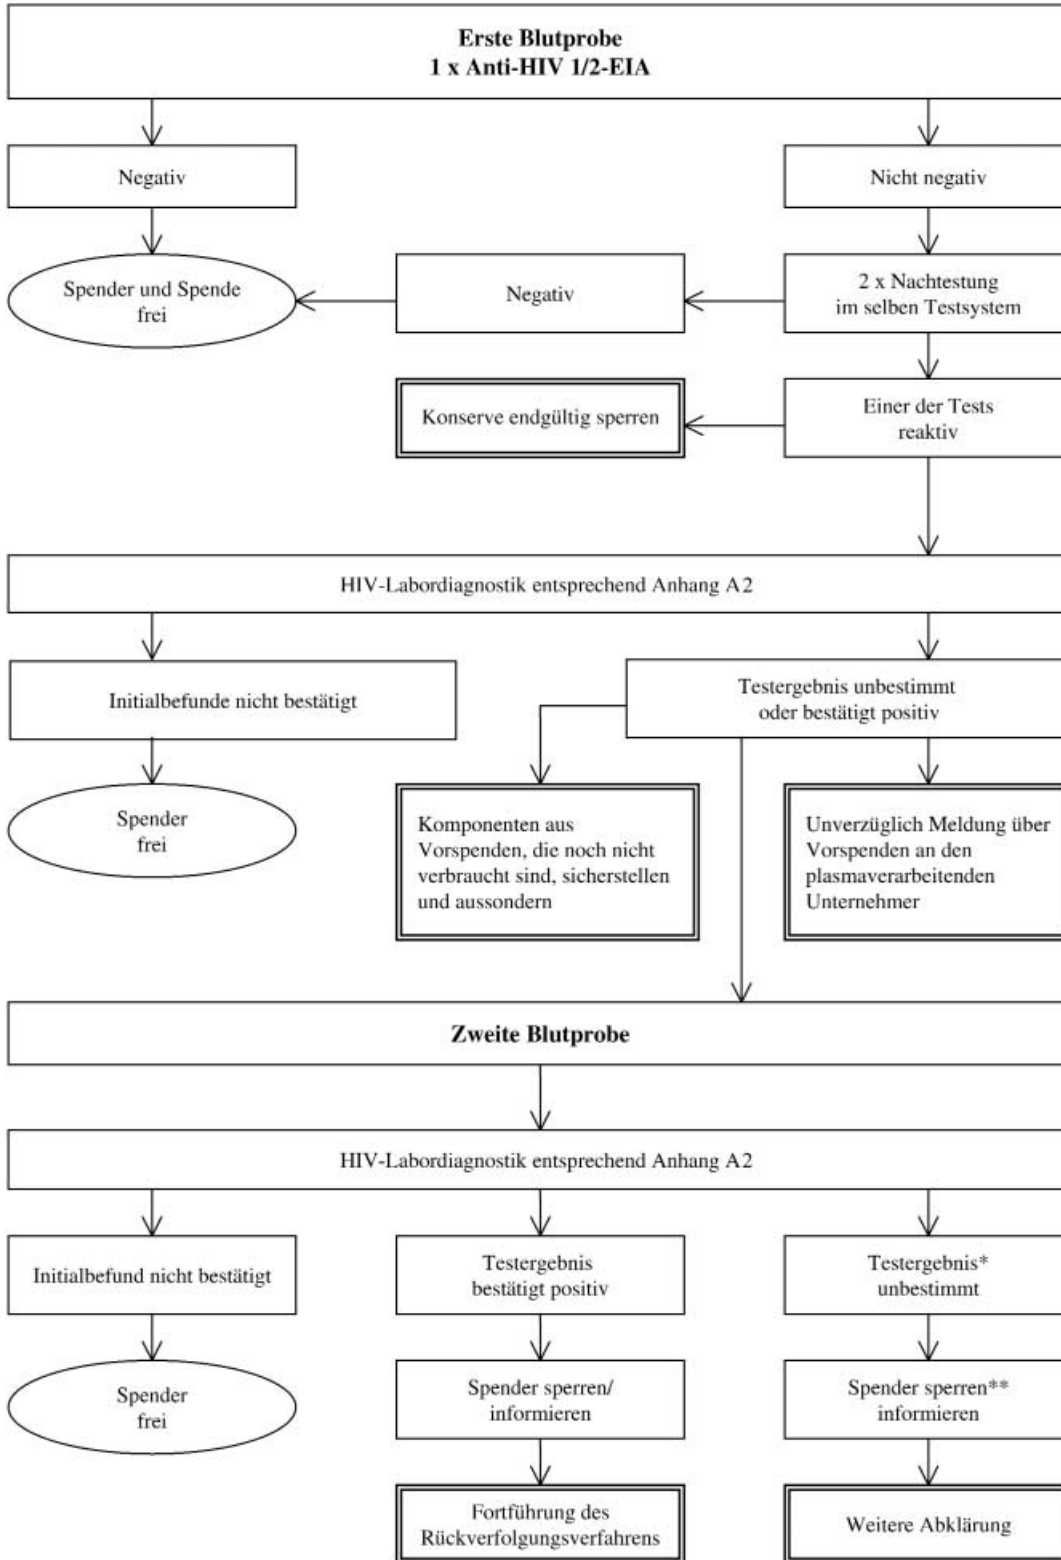 Erste Blutprobe
1 x Anti-HIV 1/2-EIA
Negativ
Nicht negativ
Spender und Spende
frei
Negativ
2 x Nachtestung
im selben Testsystem
Konserve endgültig sperren
Einer der Tests
reaktiv
HIV-Labordiagnostik entsprechend Anhang A2
Initialbefunde nicht bestätigt
Testergebnis unbestimmt
oder bestätigt positiv
Spender
frei
Komponenten aus
Vorspenden, die noch nicht
verbraucht sind, sicherstellen
und aussondern
Unverzüglich Meldung über
Vorspenden an den
plasmaverarbeitenden
Unternehmer
Zweite Blutprobe
HIV-Labordiagnostik entsprechend Anhang A2
Initialbefund nicht bestätigt
Testergebnis
bestätigt positiv
Testergebnis*
unbestimmt
Spender
frei
Spender sperren/
informieren
Spender sperren**
informieren
Fortführung des
Rückverfolgungsverfahrens
Weitere Abklärung